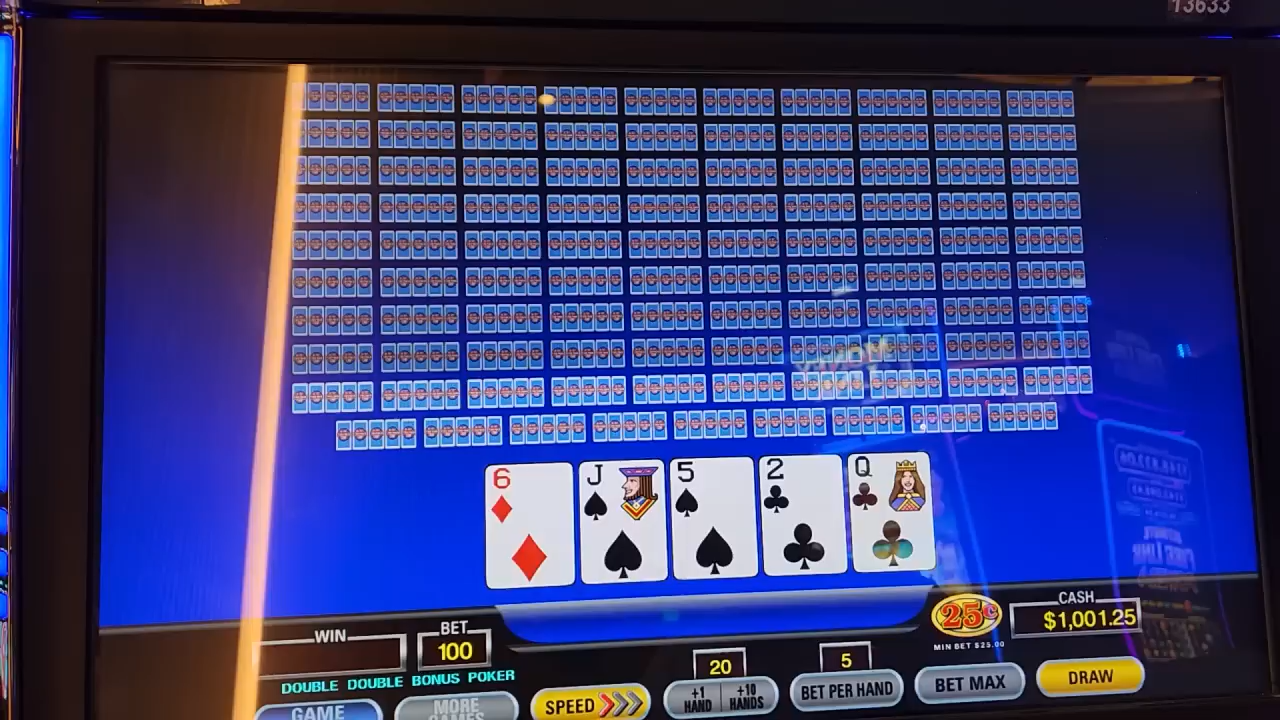 13633
6 J 5 2 Q
WIN
BET
100
25¢
MIN BET $25.00
CASH
$1,001.25
DOUBLE DOUBLE BONUS POKER
20
5
GAME
MORE
GAMES
SPEED
+1
HAND
+10
HANDS
BET PER HAND
BET MAX
DRAW